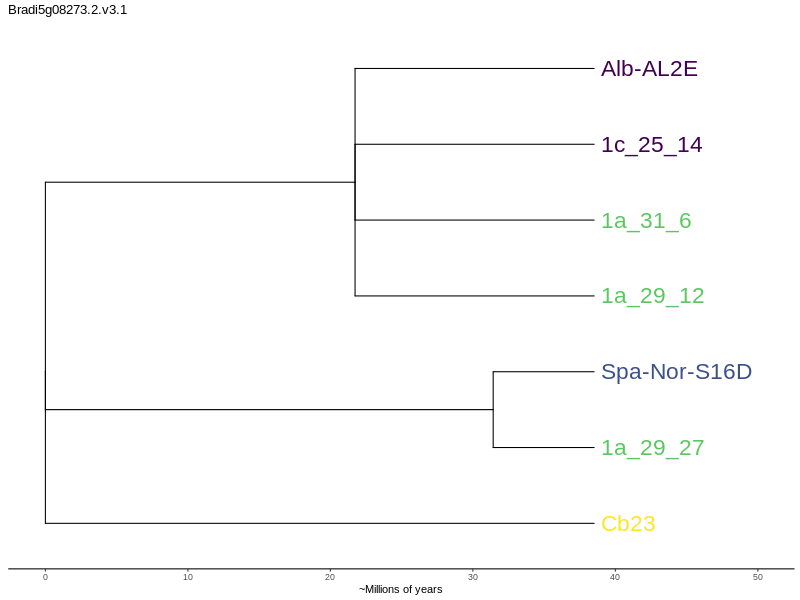 Bradi5g08273.2.v3.1
Alb-AL2E
1c_25_14
1a_31_6
1a_29_12
Spa-Nor-S16D
1a_29_27
Cb23
0 10 20 30 40 50
~Millions of years